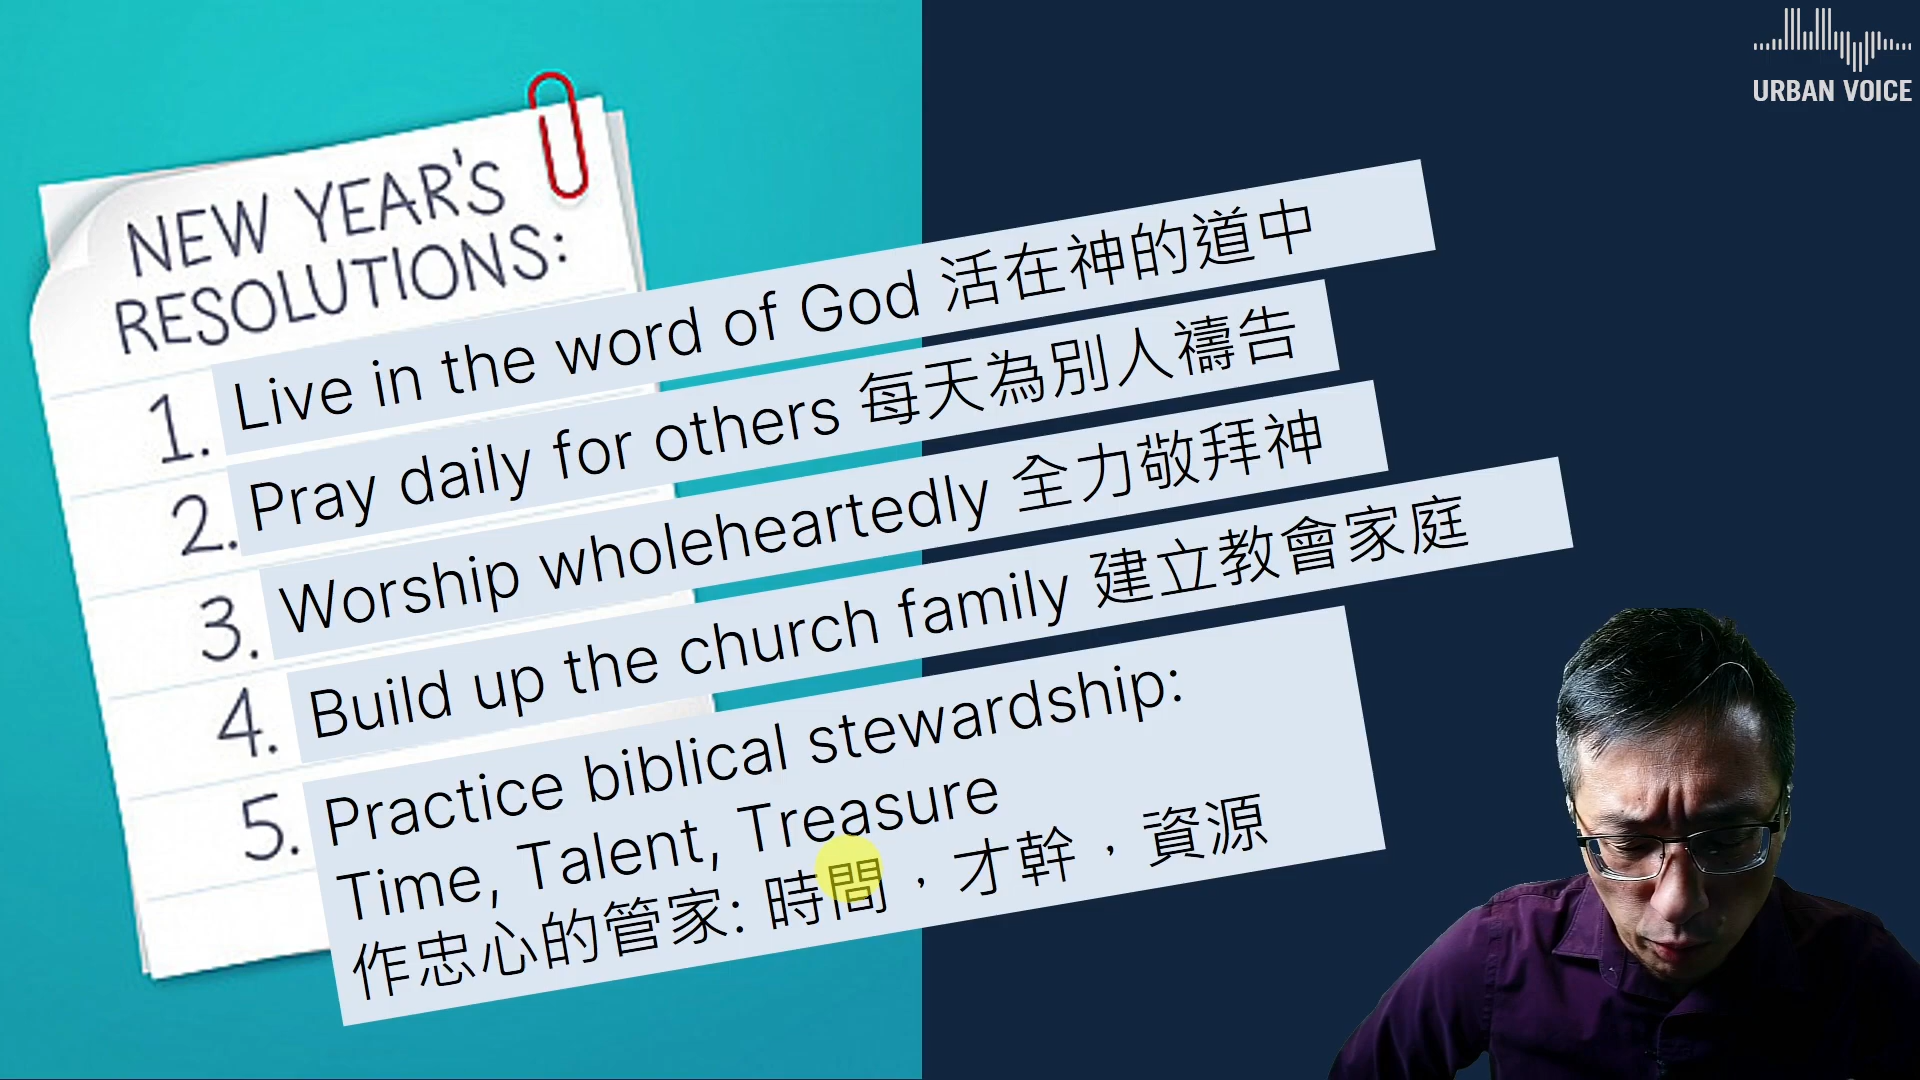 URBAN VOICE
NEW YEAR'S
RESOLUTIONS:
1. Live in the word of God 活在神的道中
2. Pray daily for others 每天為別人禱告
3. Worship wholeheartedly 全力敬拜神
4. Build up the church family 建立教會家庭
5. Practice biblical stewardship:
Time, Talent, Treasure
作忠心的管家: 時間，才幹，資源